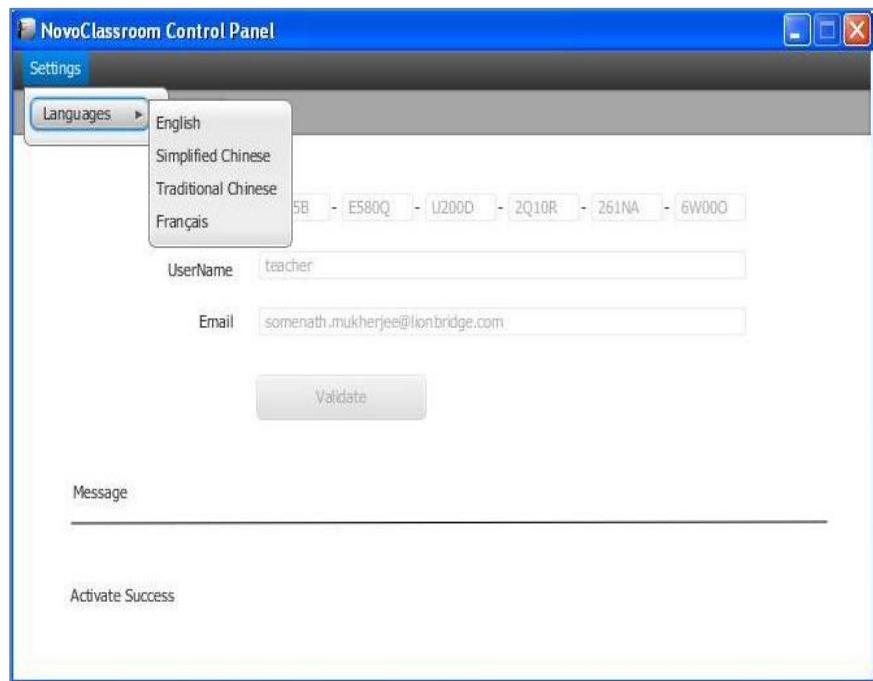 NovoClassroom Control Panel
Settings
Languages
English
Simplified Chinese
Traditional Chinese
Français
5B - E580Q - U200D - 2Q10R - 261NA - 6W00O
UserName teacher
Email somenath.mukherjee@lionbridge.com
Validate
Message
Activate Success